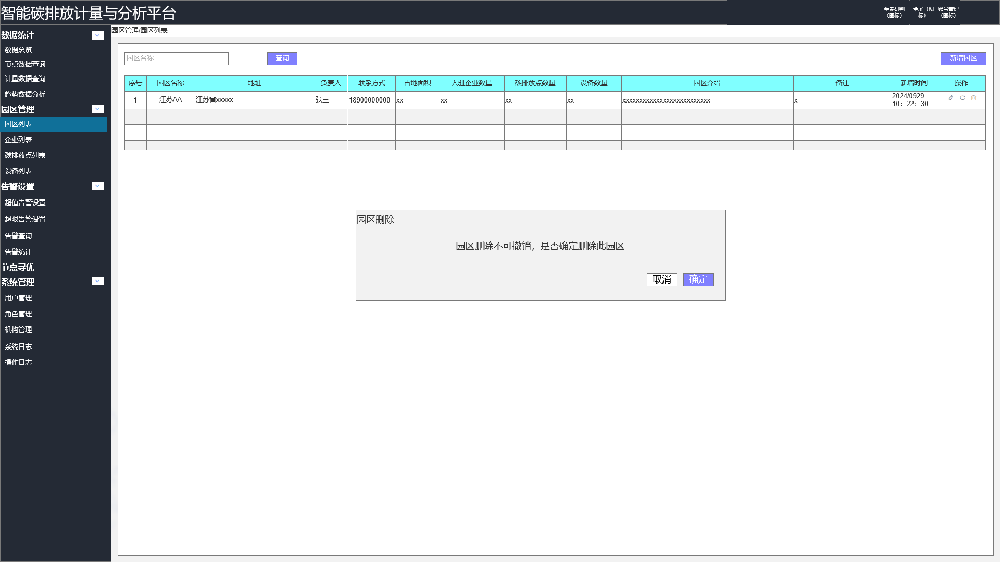 智能碳排放计量与分析平台
全景研判（图标）
全屏（图标）
账号管理（图标）
数据统计
数据总览
节点数据查询
计量数据查询
趋势数据分析
园区管理
园区列表
企业列表
碳排放点列表
设备列表
告警设置
超值告警设置
超限告警设置
告警查询
告警统计
节点寻优
系统管理
用户管理
角色管理
机构管理
系统日志
操作日志
园区管理/园区列表
园区名称
查询
新增园区
序号 园区名称 地址 负责人 联系方式 占地面积 入驻企业数量 碳排放点数量 设备数量 园区介绍 备注 新增时间 操作
1 江苏AA 江苏省xxxxx 张三 18900000000 xx xx xx xx xxxxxxxxxxxxxxxxxxxxxxxxxx x 2024/0929 10：22：30
园区删除
园区删除不可撤销，是否确定删除此园区
取消 确定